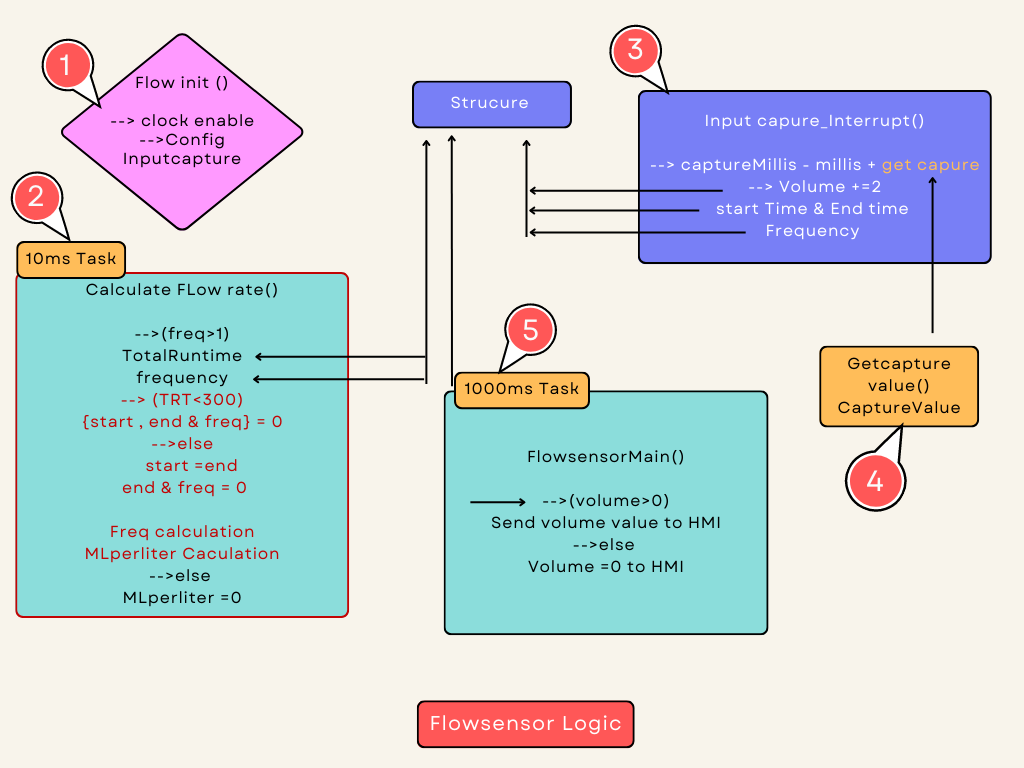 1
Flow init ()
--> clock enable
-->Config
Inputcapture
2
10ms Task
Calculate FLow rate()
-->(freq>1)
TotalRuntime
frequency
--> (TRT<300)
{start , end & freq} = 0
-->else
start =end
end & freq = 0
Freq calculation
MLperliter Caculation
-->else
MLperliter =0
Strucure
3
Input capure_Interrupt()
--> captureMillis - millis + get capure
--> Volume +=2
start Time & End time
Frequency
Getcapture
value()
CaptureValue
4
5
1000ms Task
FlowsensorMain()
-->(volume>0)
Send volume value to HMI
-->else
Volume =0 to HMI
Flowsensor Logic